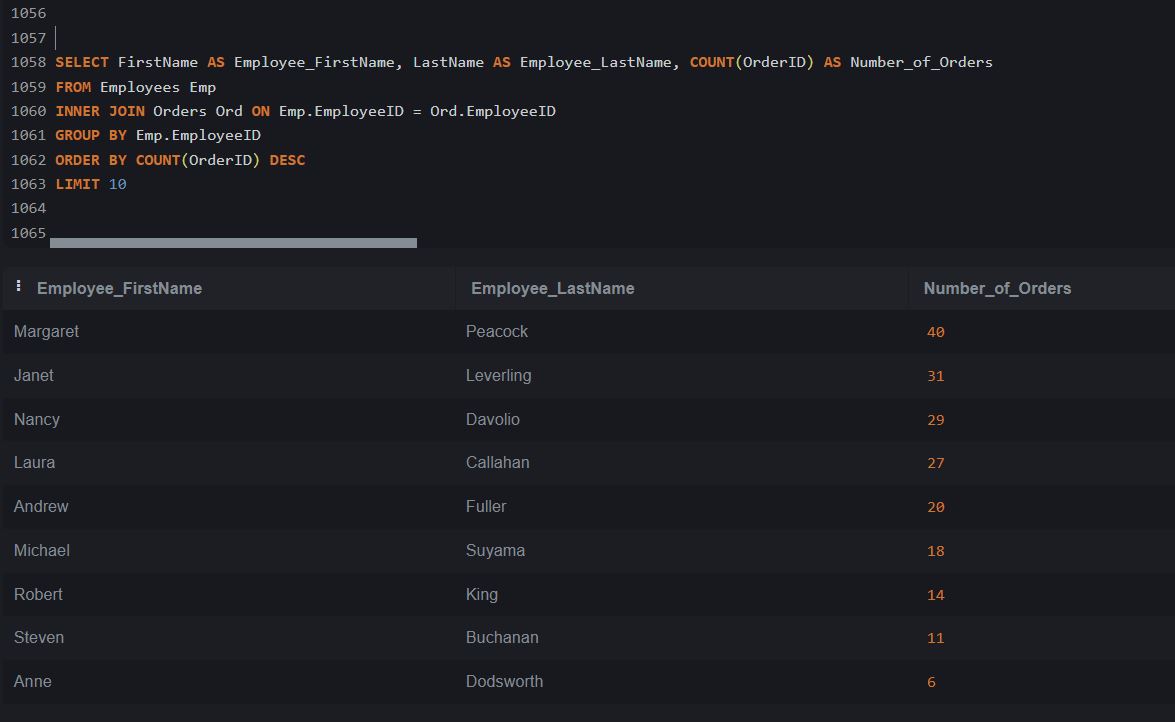 1056
1057
1058 SELECT FirstName AS Employee_FirstName, LastName AS Employee_LastName, COUNT(OrderID) AS Number_of_Orders
1059 FROM Employees Emp
1060 INNER JOIN Orders Ord ON Emp.EmployeeID = Ord.EmployeeID
1061 GROUP BY Emp.EmployeeID
1062 ORDER BY COUNT(OrderID) DESC
1063 LIMIT 10
1064
1065
Employee_FirstName Employee_LastName Number_of_Orders
Margaret Peacock 40
Janet Leverling 31
Nancy Davolio 29
Laura Callahan 27
Andrew Fuller 20
Michael Suyama 18
Robert King 14
Steven Buchanan 11
Anne Dodsworth 6